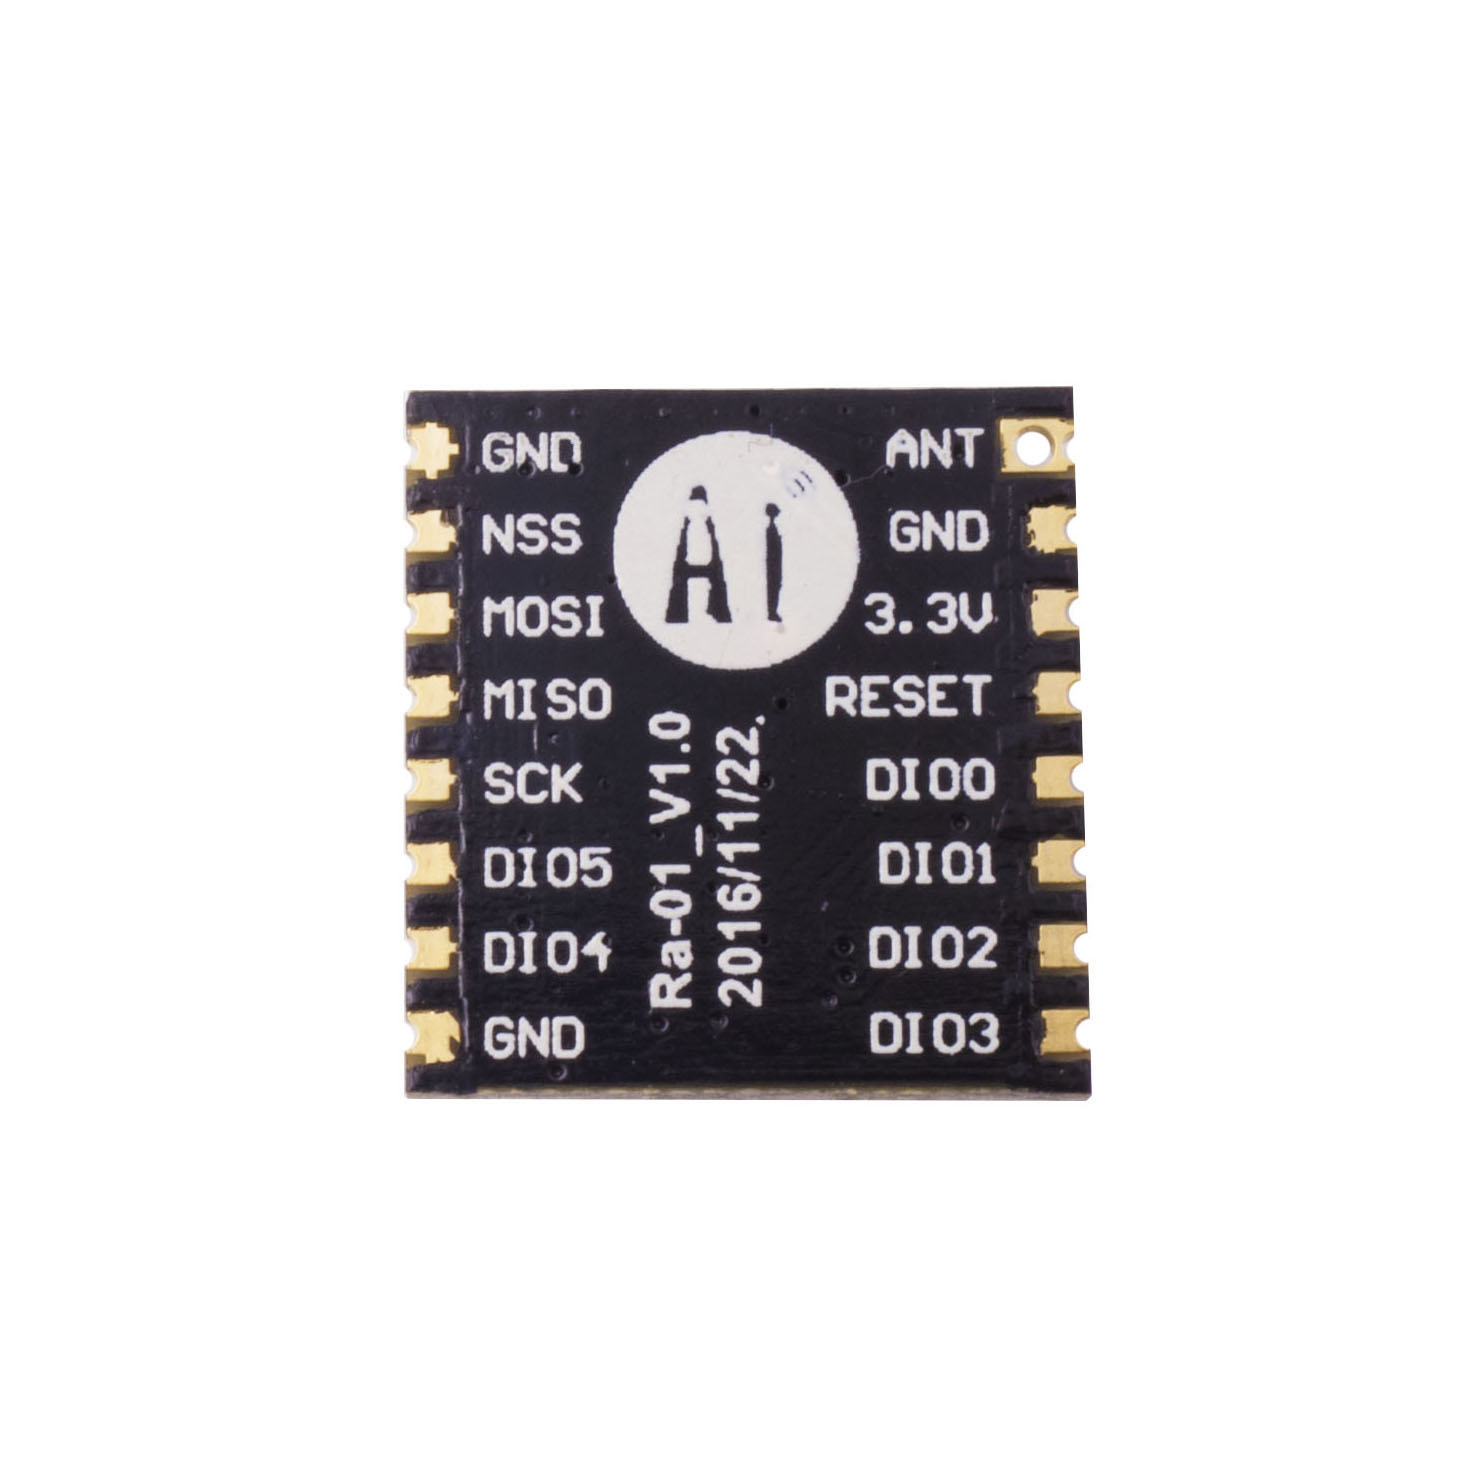 GND
NSS
MOSI
MISO
SCK
DIO5
DIO4
GND
AI
Ra-01_V1.0
2016/11/22.
ANT
GND
3.3V
RESET
DIO0
DIO1
DIO2
DIO3